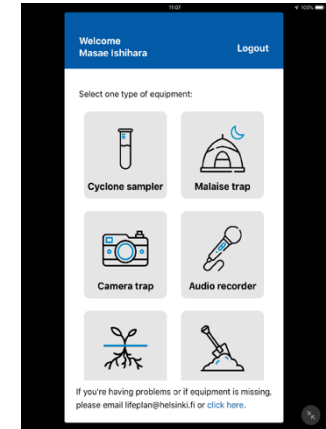 11:07
100%
Welcome
Masae Ishihara
Logout
Select one type of equipment:
Cyclone sampler
Malaise trap
Camera trap
Audio recorder
If you're having problems or if equipment is missing,
please email lifeplan@helsinki.fi or click here.